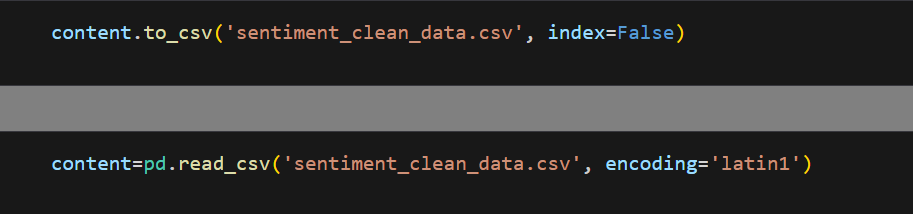 content.to_csv('sentiment_clean_data.csv', index=False)
content=pd.read_csv('sentiment_clean_data.csv', encoding='latin1')